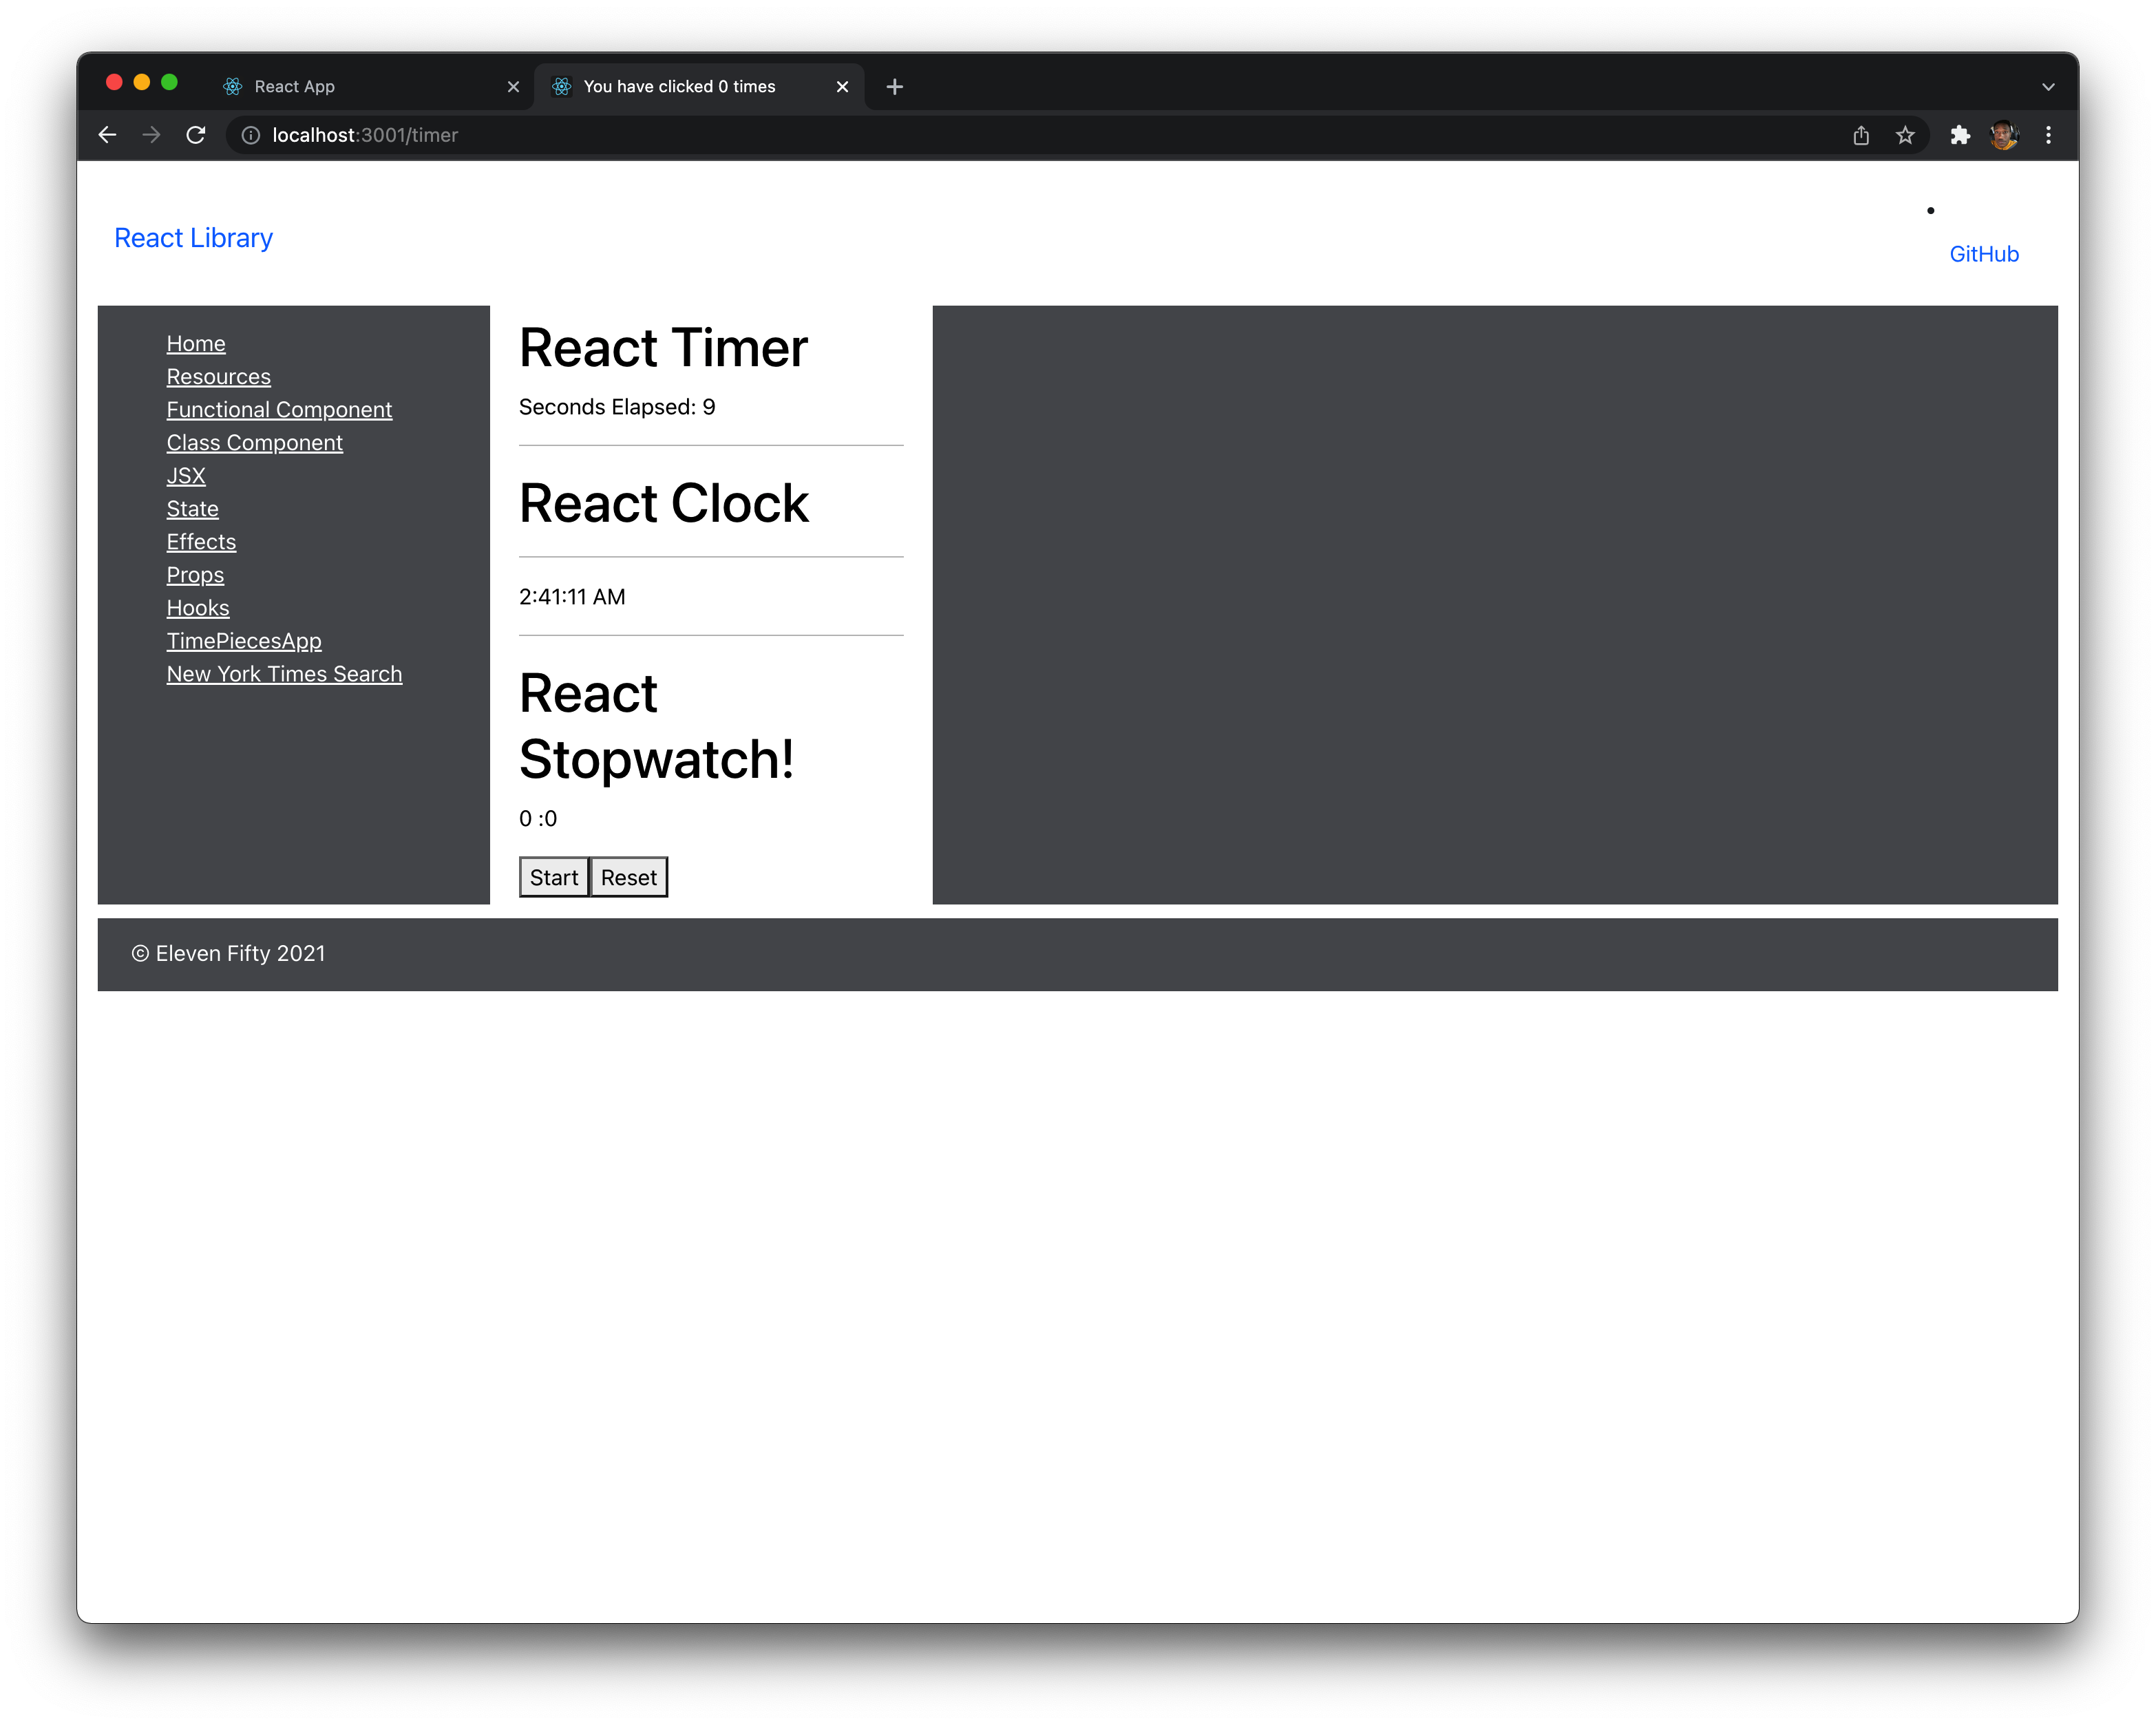 React App
You have clicked 0 times
localhost:3001/timer
React Library
GitHub
Home
Resources
Functional Component
Class Component
JSX
State
Effects
Props
Hooks
TimePiecesApp
New York Times Search
React Timer
Seconds Elapsed: 9
React Clock
2:41:11 AM
React
Stopwatch!
0 :0
Start Reset
© Eleven Fifty 2021